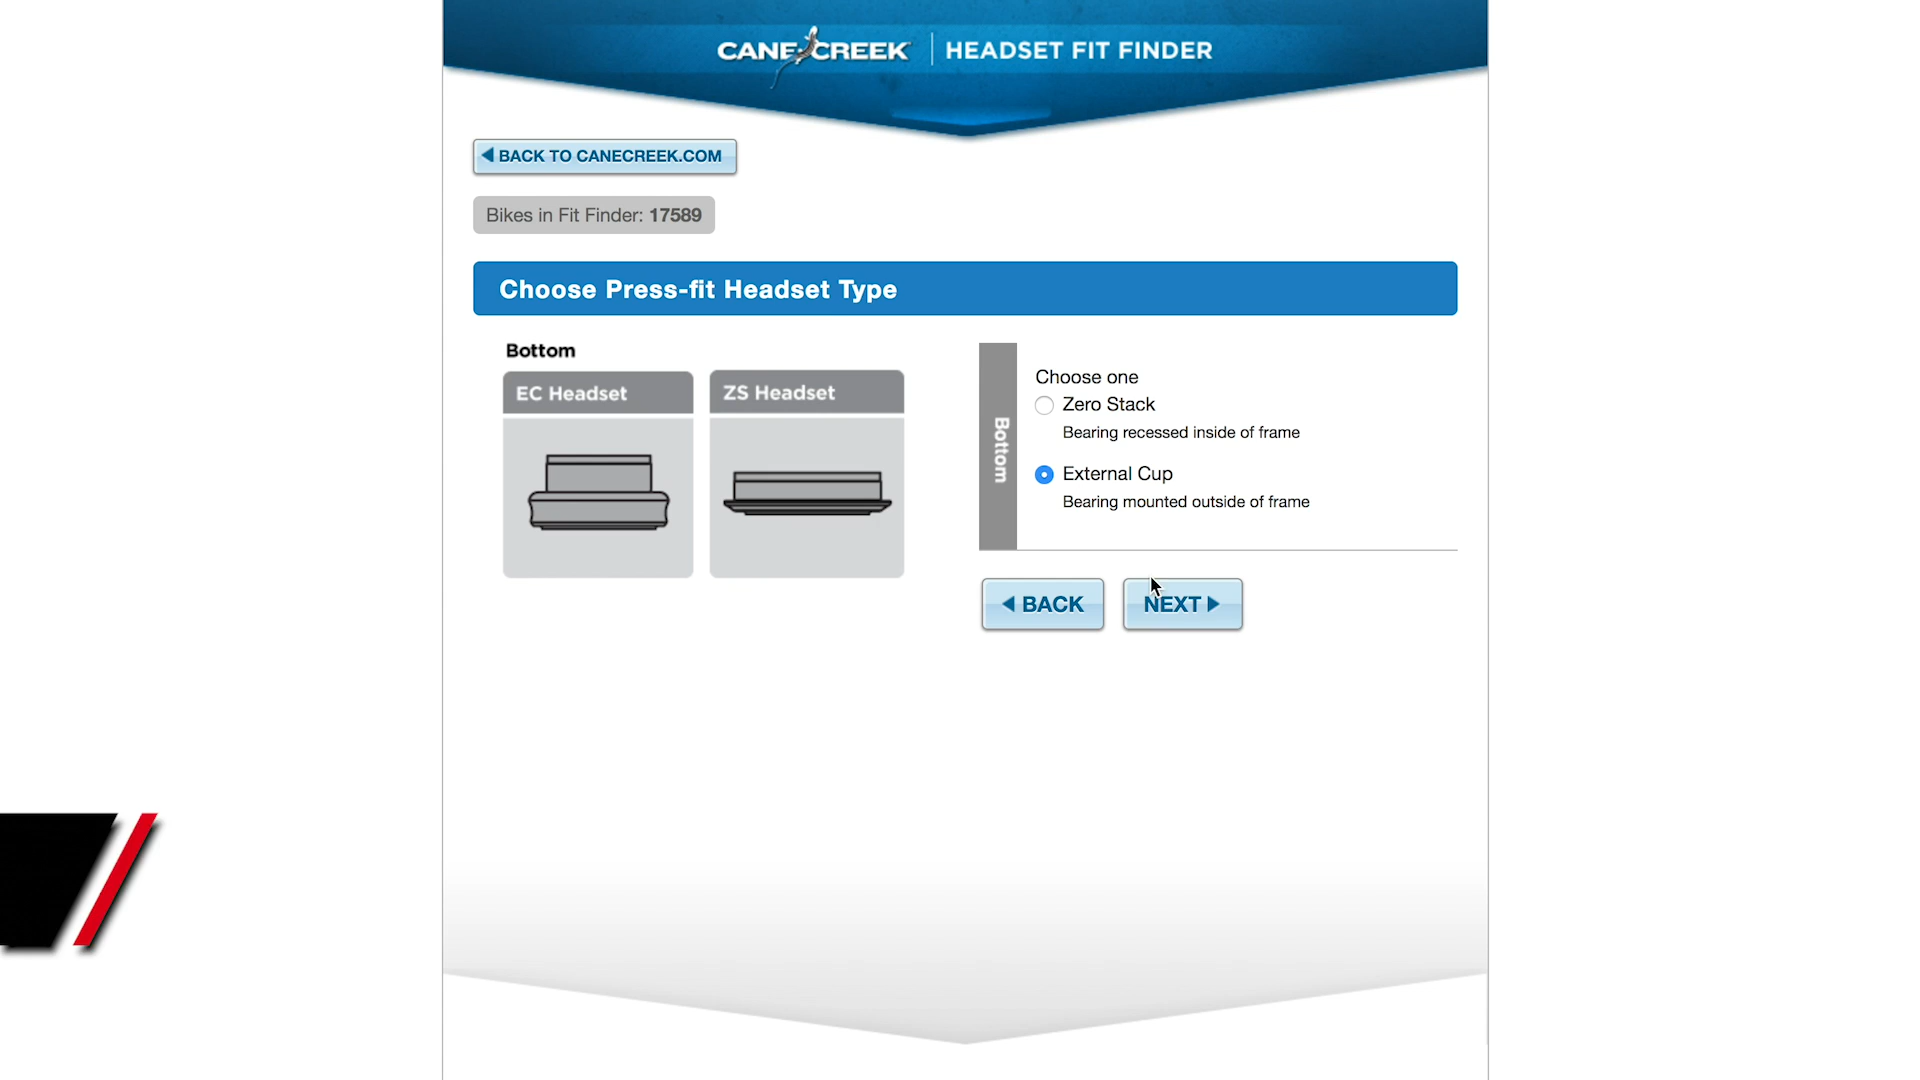 CANE CREEK HEADSET FIT FINDER
BACK TO CANECREEK.COM
Bikes in Fit Finder: 17589
Choose Press-fit Headset Type
Bottom
EC Headset
ZS Headset
Bottom
Choose one
Zero Stack
Bearing recessed inside of frame
External Cup
Bearing mounted outside of frame
BACK
NEXT